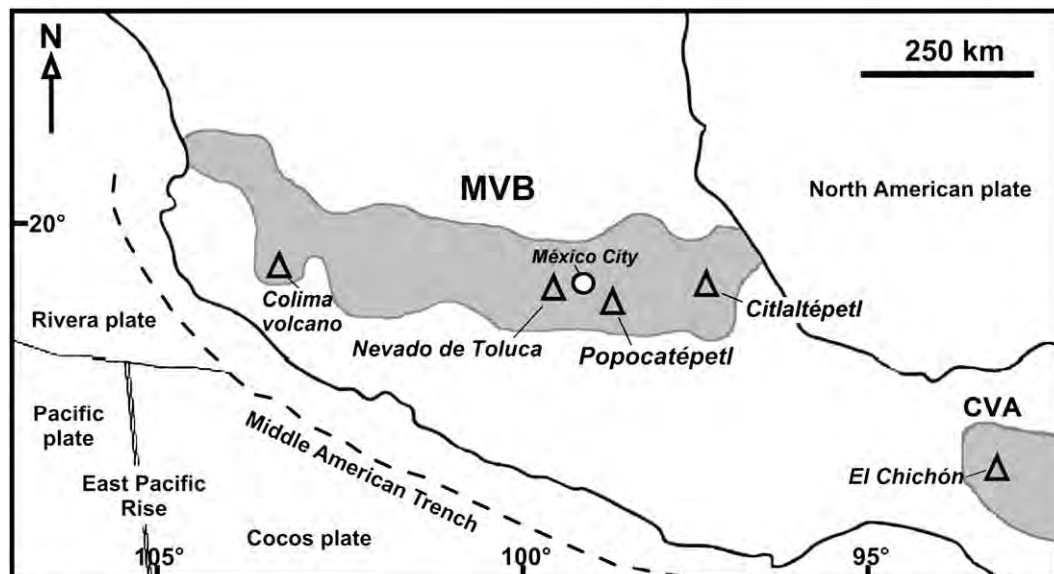 N
250 km
MVB
North American plate
20°
México City
Colima
volcano
Citlaltépetl
Rivera plate
Nevado de Toluca
Popocatépetl
CVA
Pacific
plate
Middle American Trench
El Chichón
East Pacific
Rise
Cocos plate
105°
100°
95°